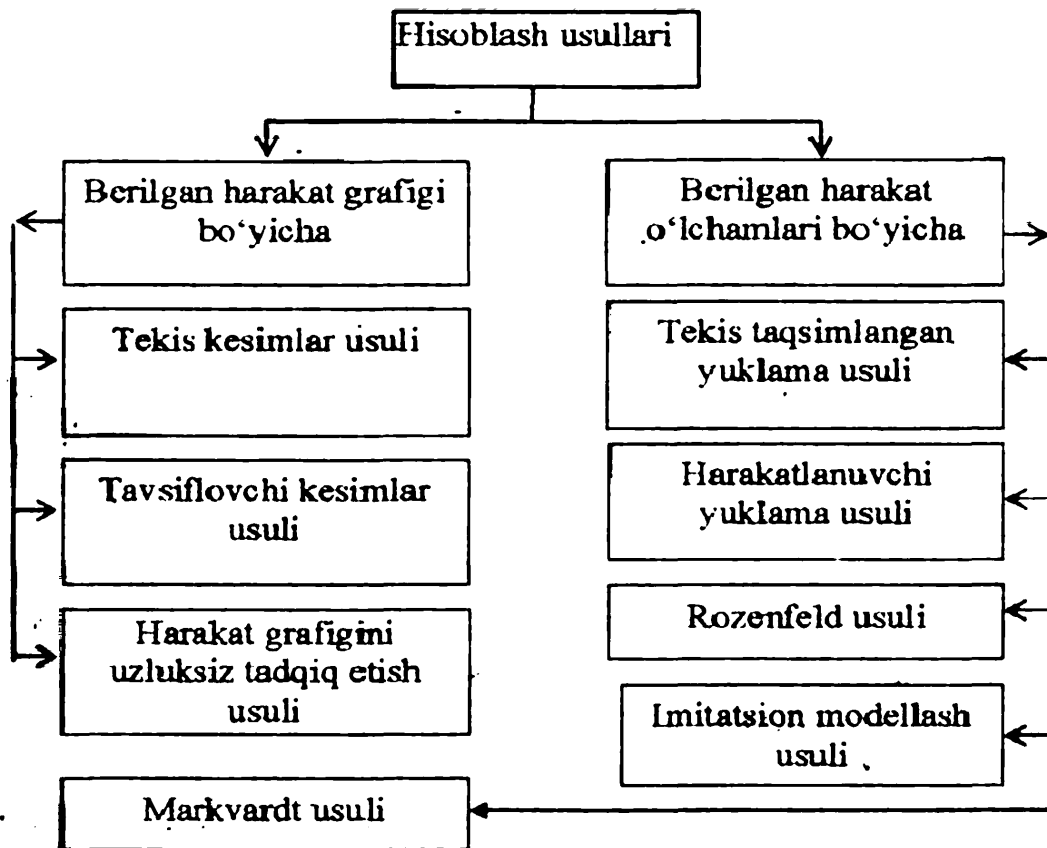 Hisoblash usullari
Berilgan harakat grafigi
bo‘yicha
Tekis kesimlar usuli
Tavsiflovchi kesimlar
usuli
Harakat grafigini
uzluksiz tadqiq etish
usuli
Markvardt usuli
Berilgan harakat
o‘lchamlari bo‘yicha
Tekis taqsimlangan
yuklama usuli
Harakatlanuvchi
yuklama usuli
Rozenfeld usuli
Imitatsion modellash
usuli